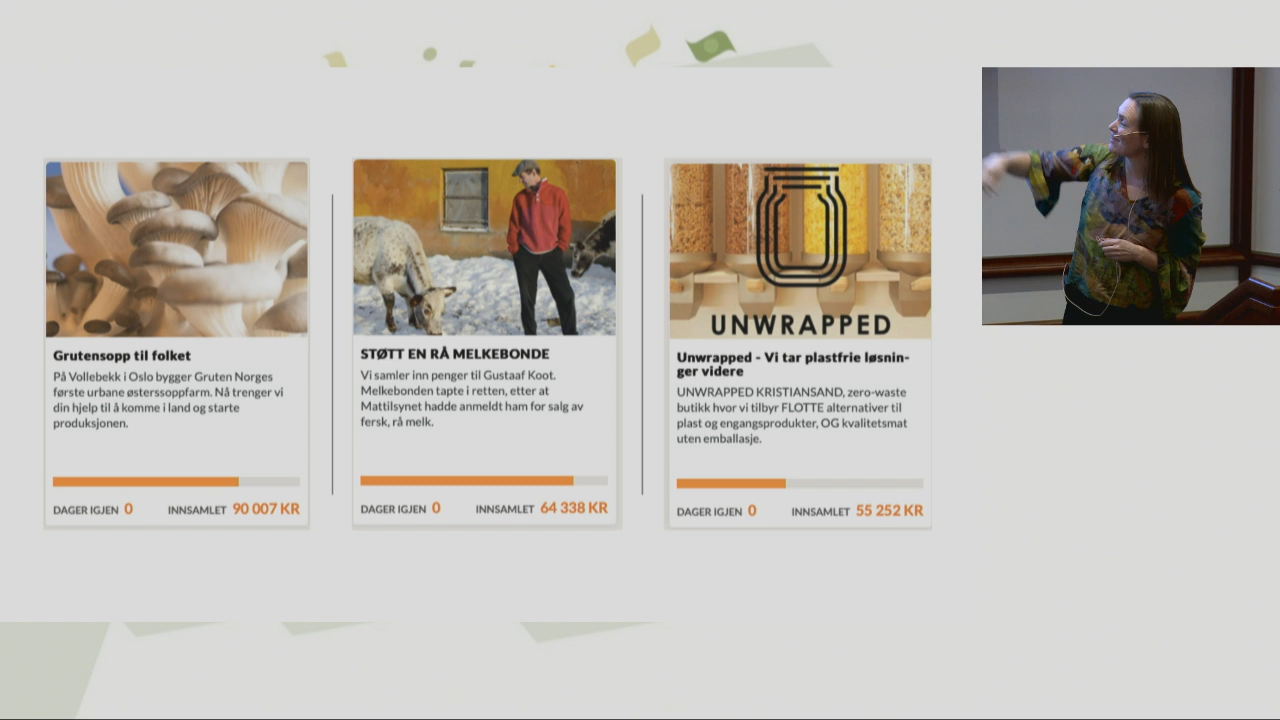 Grutensopp til folket
På Vollebekk i Oslo bygger Gruten Norges
første urbane østerssoppfarm. Nå trenger vi
din hjelp til å komme i land og starte
produksjonen.
DAGER IGJEN 0 INNSAMLET 90 007 KR
STØTT EN RÅ MELKEBONDE
Vi samler inn penger til Gustaaf Koot.
Melkebonden tapte i retten, etter at
Mattilsynet hadde anmeldt ham for salg av
fersk, rå melk.
DAGER IGJEN 0 INNSAMLET 64 338 KR
UNWRAPPED
Unwrapped - Vi tar plastfrie løsnin-
ger videre
UNWRAPPED KRISTIANSAND, zero-waste
butikk hvor vi tilbyr FLOTTE alternativer til
plast og engangsprodukter, OG kvalitetsmat
uten emballasje.
DAGER IGJEN 0 INNSAMLET 55 252 KR